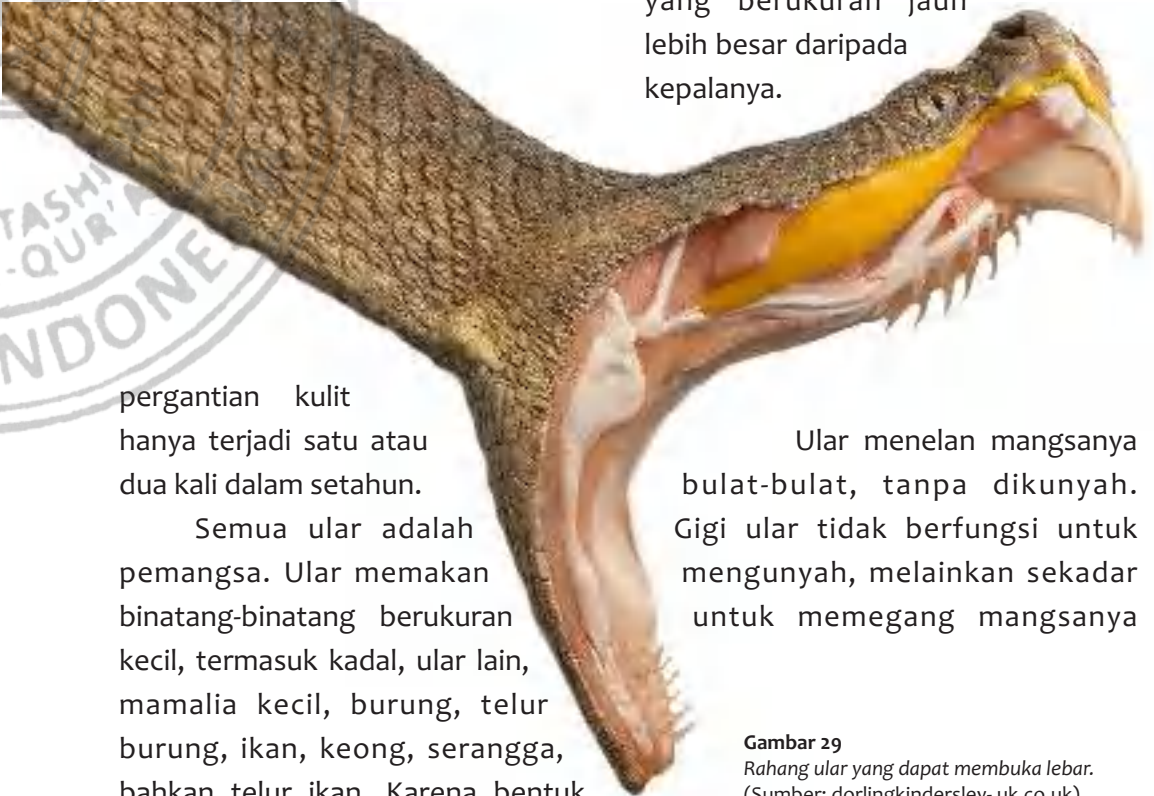 pergantian kulit
hanya terjadi satu atau
dua kali dalam setahun.
Semua ular adalah
pemangsa. Ular memakan
binatang-binatang berukuran
kecil, termasuk kadal, ular lain,
mamalia kecil, burung, telur
burung, ikan, keong, serangga,
bahkan telur ikan. Karena bentuk
yang berukuran jauh
lebih besar daripada
kepalanya.
Ular menelan mangsanya
bulat-bulat, tanpa dikunyah.
Gigi ular tidak berfungsi untuk
mengunyah, melainkan sekadar
untuk memegang mangsanya
Gambar 29
Rahang ular yang dapat membuka lebar.
(Sumber: dorlingkindersley-uk.co.uk)